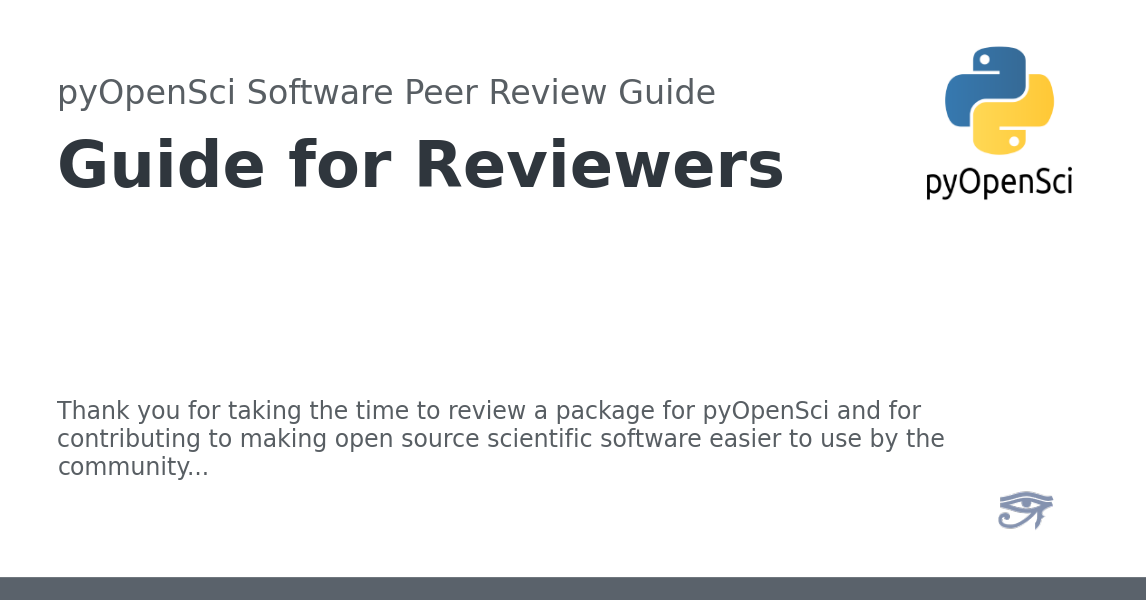 pyOpenSci Software Peer Review Guide
Guide for Reviewers
pyOpenSci
Thank you for taking the time to review a package for pyOpenSci and for
contributing to making open source scientific software easier to use by the
community...